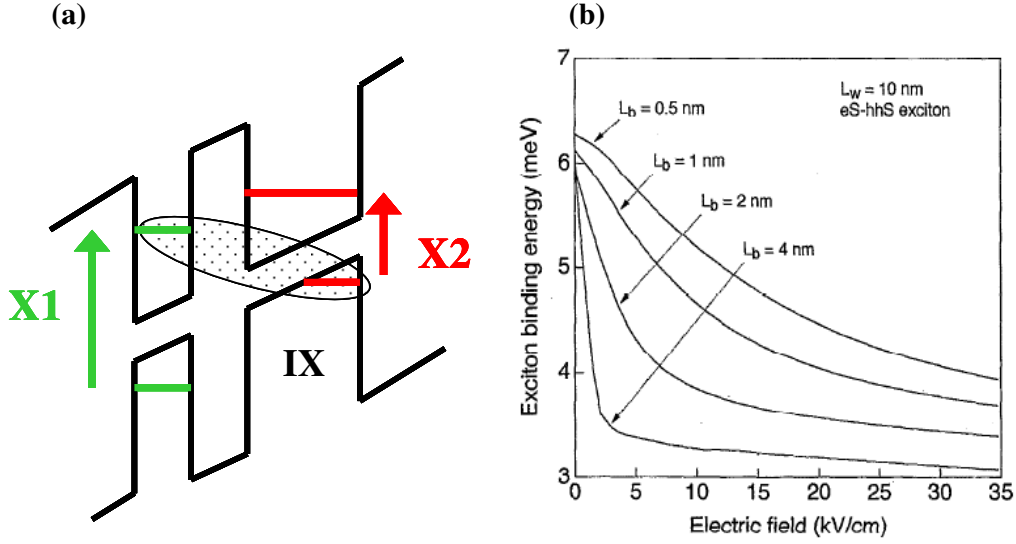 (a)
(b)
X1
X2
IX
Exciton binding energy (meV)
7
6
5
4
3
L_w = 10 nm
eS-hhS exciton
L_b = 0.5 nm
L_b = 1 nm
L_b = 2 nm
L_b = 4 nm
0 5 10 15 20 25 30 35
Electric field (kV/cm)